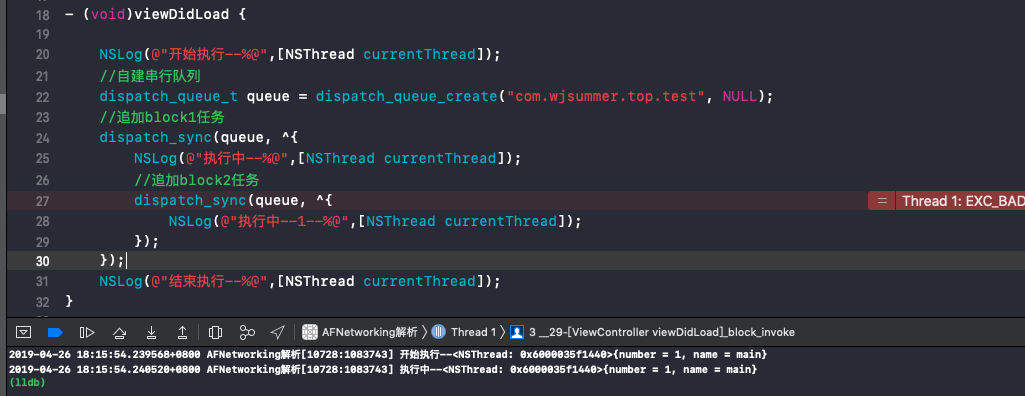 18 - (void)viewDidLoad {
19
20 NSLog(@"开始执行--%@",[NSThread currentThread]);
21 //自建串行队列
22 dispatch_queue_t queue = dispatch_queue_create("com.wjsummer.top.test", NULL);
23 //追加block1任务
24 dispatch_sync(queue, ^{
25 NSLog(@"执行中--%@",[NSThread currentThread]);
26 //追加block2任务
27 dispatch_sync(queue, ^{ = Thread 1: EXC_BAD
28 NSLog(@"执行中--1--%@",[NSThread currentThread]);
29 });
30 });
31 NSLog(@"结束执行--%@",[NSThread currentThread]);
32 }
AFNetworking解析 〉 Thread 1 〉 3 __29-[ViewController viewDidLoad]_block_invoke
2019-04-26 18:15:54.239568+0800 AFNetworking解析[10728:1083743] 开始执行--<NSThread: 0x6000035f1440>{number = 1, name = main}
2019-04-26 18:15:54.240520+0800 AFNetworking解析[10728:1083743] 执行中--<NSThread: 0x6000035f1440>{number = 1, name = main}
(lldb)